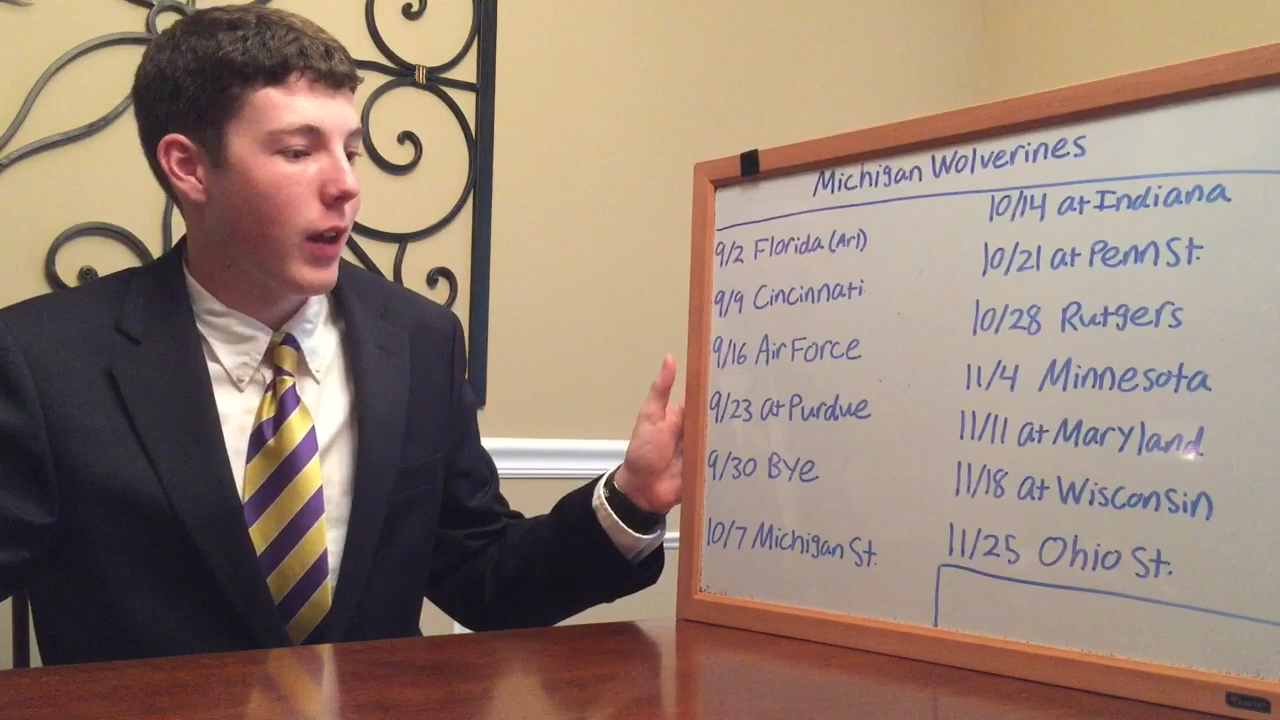 Michigan Wolverines
9/2 Florida (Arl)
9/9 Cincinnati
9/16 Air Force
9/23 at Purdue
9/30 Bye
10/7 Michigan St.
10/14 at Indiana
10/21 at Penn St.
10/28 Rutgers
11/4 Minnesota
11/11 at Maryland
11/18 at Wisconsin
11/25 Ohio St.